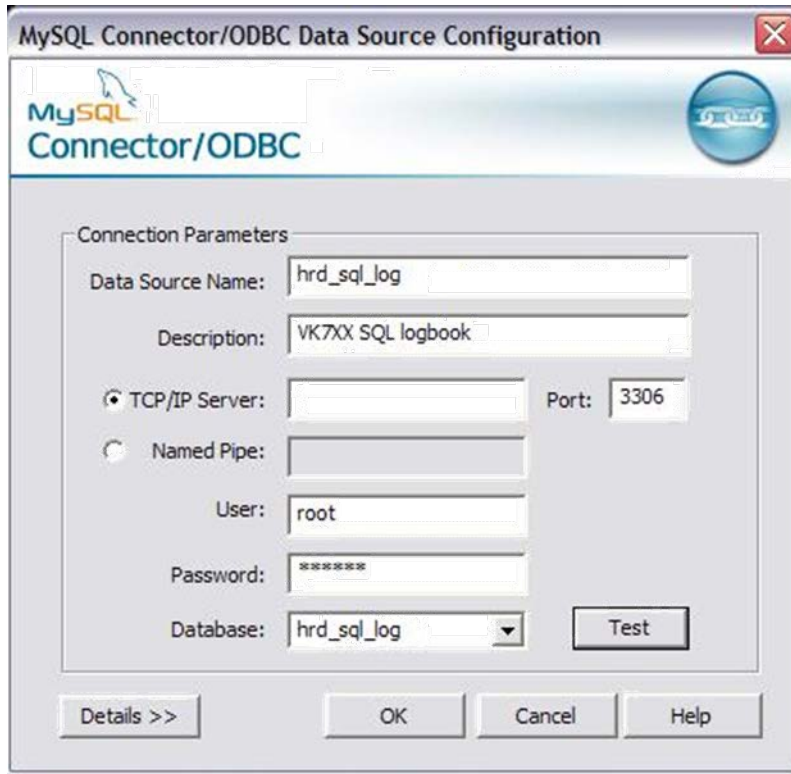 MySQL Connector/ODBC Data Source Configuration
MySQL
Connector/ODBC
Connection Parameters
Data Source Name: hrd_sql_log
Description: VK7XX SQL logbook
TCP/IP Server: Port: 3306
Named Pipe:
User: root
Password: ******
Database: hrd_sql_log Test
Details >> OK Cancel Help